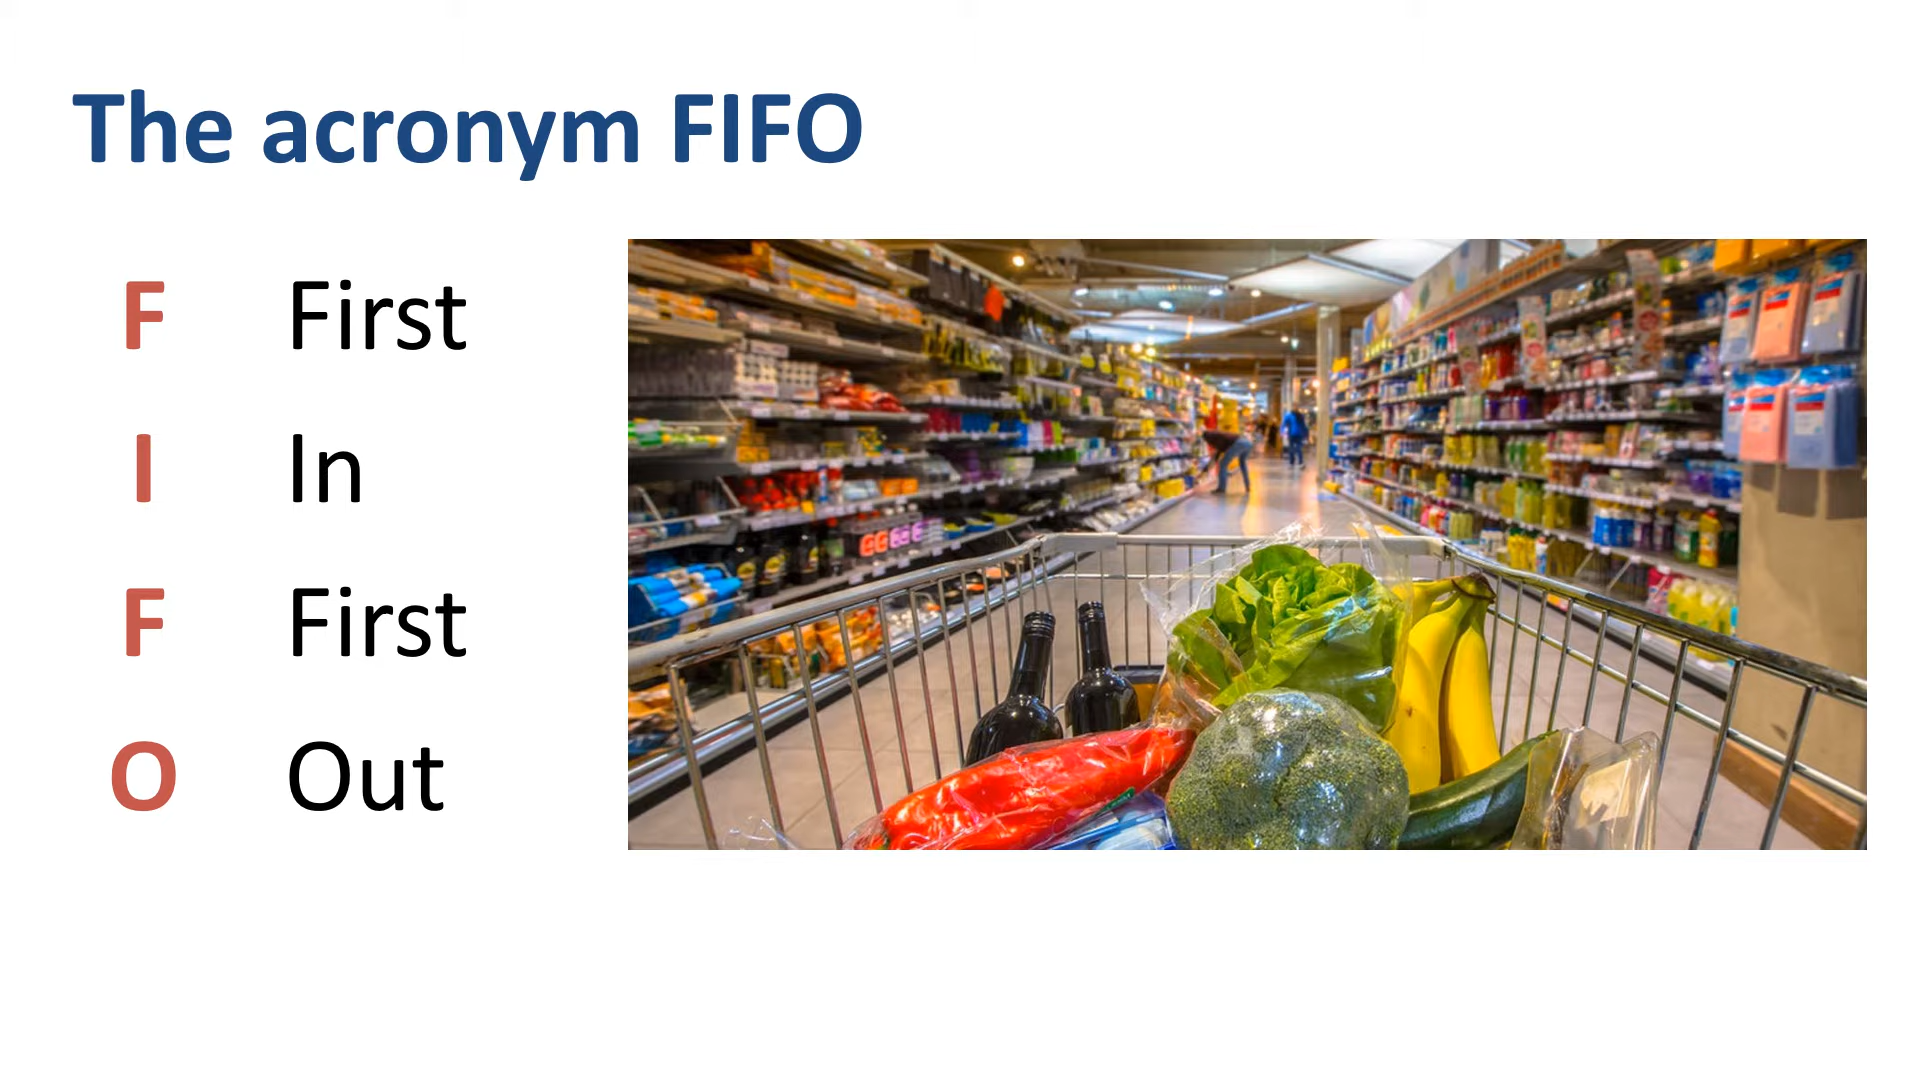 The acronym FIFO
F First
I In
F First
O Out